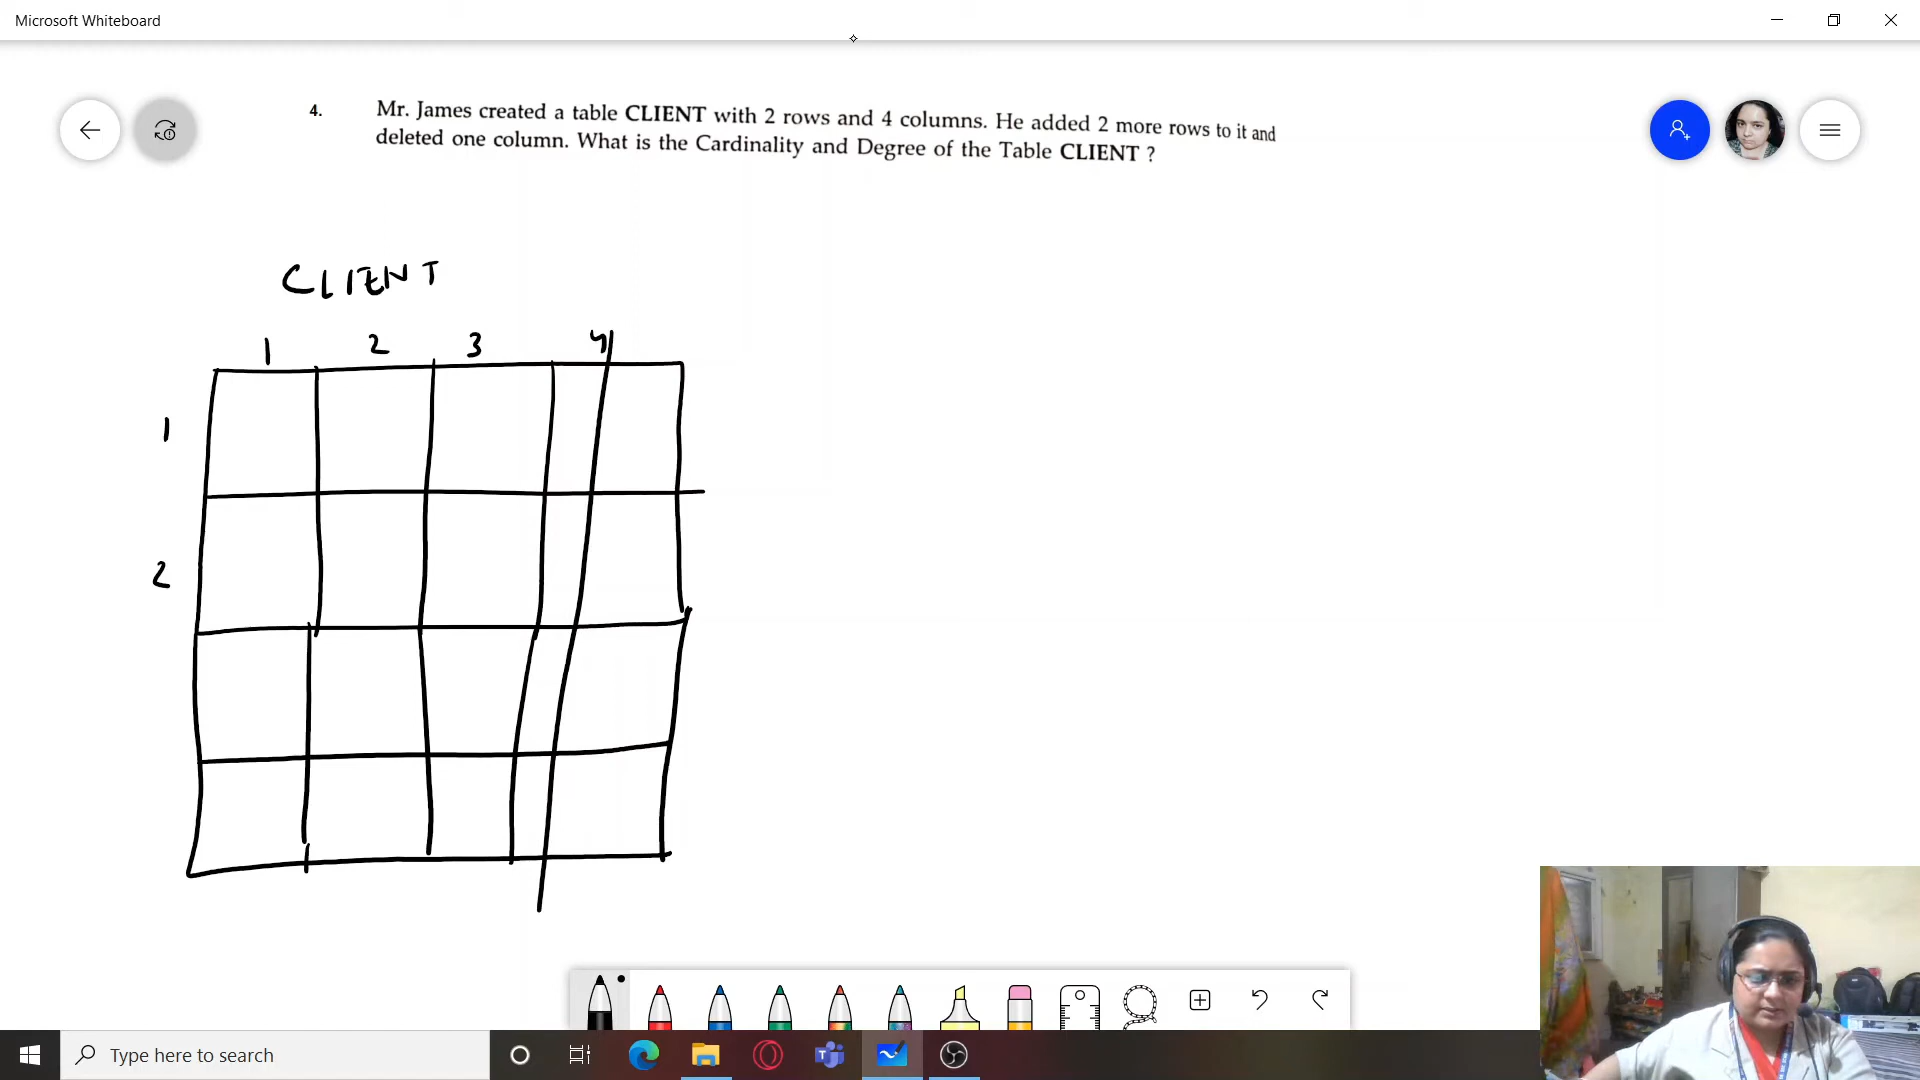 Microsoft Whiteboard
4. Mr. James created a table CLIENT with 2 rows and 4 columns. He added 2 more rows to it and
deleted one column. What is the Cardinality and Degree of the Table CLIENT ?
CLIENT
1 2 3 4
1
2
Type here to search